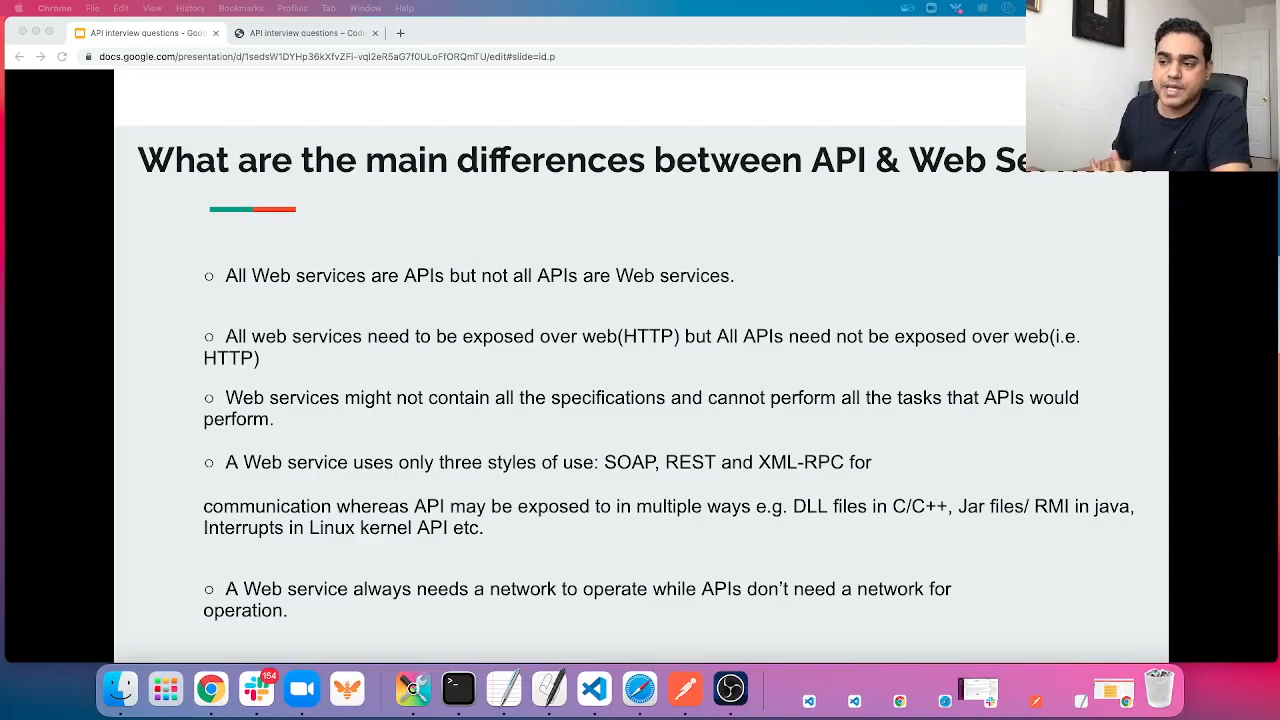 Chrome File Edit View History Bookmarks Profiles Tab Window Help
API interview questions - Goo
API interview questions – Code
docs.google.com/presentation/d/1sedsW1DYHp36kXfvZFi-vql2eR5aG7f0ULoFfORQmTU/edit#slide=id.p
What are the main differences between API & Web Se
○ All Web services are APIs but not all APIs are Web services.
○ All web services need to be exposed over web(HTTP) but All APIs need not be exposed over web(i.e.
HTTP)
○ Web services might not contain all the specifications and cannot perform all the tasks that APIs would
perform.
○ A Web service uses only three styles of use: SOAP, REST and XML-RPC for
communication whereas API may be exposed to in multiple ways e.g. DLL files in C/C++, Jar files/ RMI in java,
Interrupts in Linux kernel API etc.
○ A Web service always needs a network to operate while APIs don’t need a network for
operation.
154